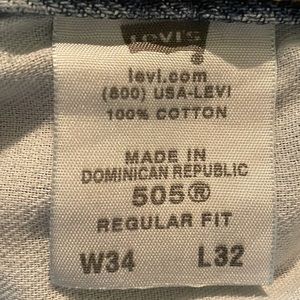 LEVI'S
levi.com
(800) USA-LEVI
100% COTTON
MADE IN
DOMINICAN REPUBLIC
505®
REGULAR FIT
W34 L32